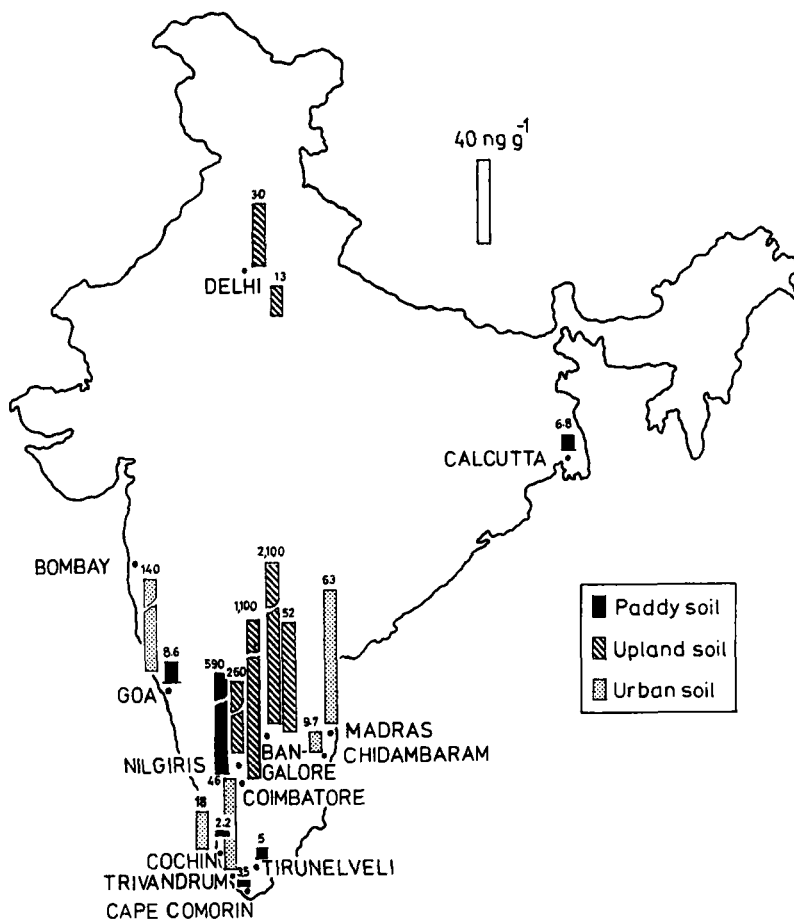 40 ng g⁻¹
30
DELHI
13
6.8
CALCUTTA
BOMBAY
140
2,100
63
1,100
52
8.6
590
260
GOA
9.7
MADRAS
CHIDAMBARAM
NILGIRIS
BAN-
GALORE
46
COIMBATORE
18
2.2
5
COCHIN
TIRUNELVELI
TRIVANDRUM
3.5
CAPE COMORIN
Paddy soil
Upland soil
Urban soil